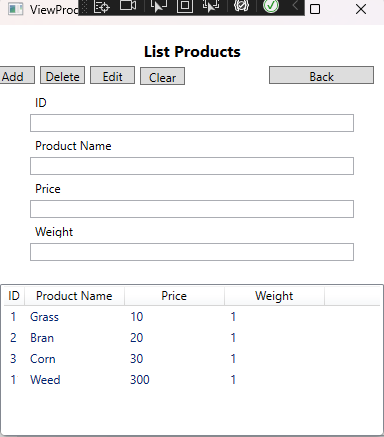 ViewProd
List Products
Add Delete Edit Clear Back
ID
Product Name
Price
Weight
ID Product Name Price Weight
1 Grass 10 1
2 Bran 20 1
3 Corn 30 1
1 Weed 300 1